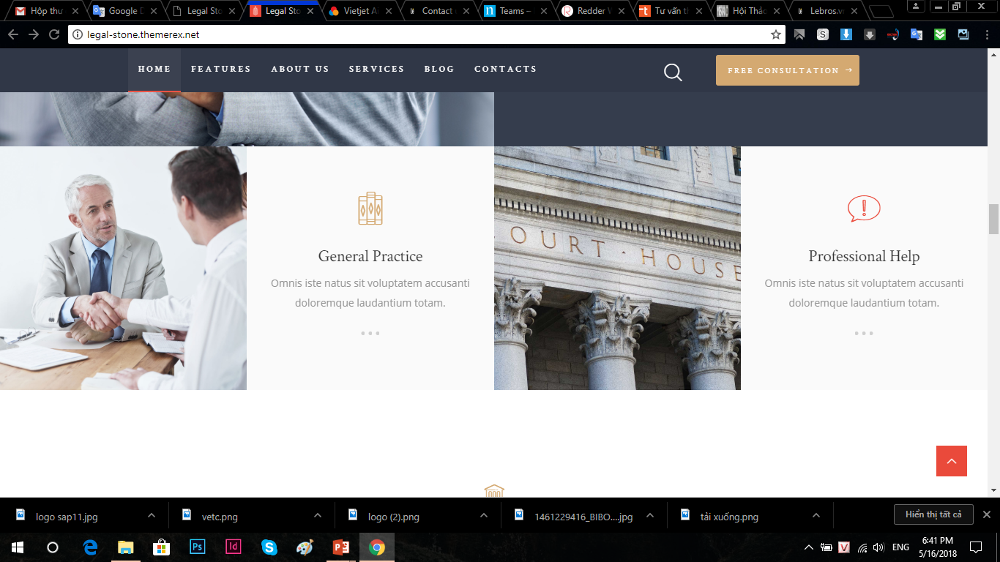 Hộp thư
Google D
Legal Sto
Legal Sto
Vietjet A
Contact
Teams –
Redder V
Tư vấn t
Hội Thảo
Lebros.vn
legal-stone.themerex.net
HOME
FEATURES
ABOUT US
SERVICES
BLOG
CONTACTS
FREE CONSULTATION →
OURT · HOUSE
General Practice
Omnis iste natus sit voluptatem accusanti
doloremque laudantium totam.
Professional Help
Omnis iste natus sit voluptatem accusanti
doloremque laudantium totam.
logo sap11.jpg
vetc.png
logo (2).png
1461229416_BIBO....jpg
tải xuống.png
Hiển thị tất cả
Ps
Id
ENG
6:41 PM
5/16/2018